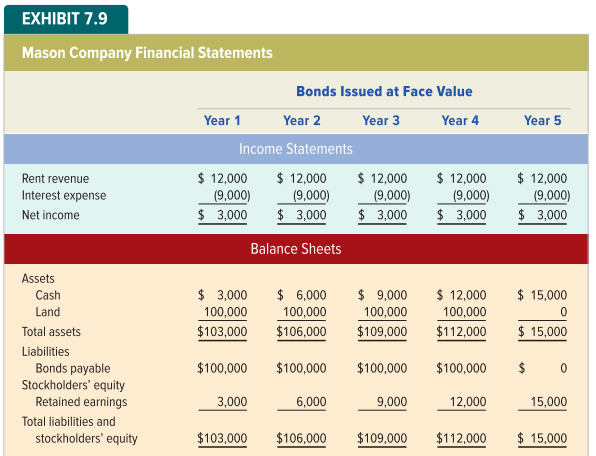 EXHIBIT 7.9
Mason Company Financial Statements
Bonds Issued at Face Value
Year 1 Year 2 Year 3 Year 4 Year 5
Income Statements
Rent revenue $ 12,000 $ 12,000 $ 12,000 $ 12,000 $ 12,000
Interest expense (9,000) (9,000) (9,000) (9,000) (9,000)
Net income $ 3,000 $ 3,000 $ 3,000 $ 3,000 $ 3,000
Balance Sheets
Assets
Cash $ 3,000 $ 6,000 $ 9,000 $ 12,000 $ 15,000
Land 100,000 100,000 100,000 100,000 0
Total assets $103,000 $106,000 $109,000 $112,000 $ 15,000
Liabilities
Bonds payable $100,000 $100,000 $100,000 $100,000 $ 0
Stockholders’ equity
Retained earnings 3,000 6,000 9,000 12,000 15,000
Total liabilities and
stockholders’ equity $103,000 $106,000 $109,000 $112,000 $ 15,000